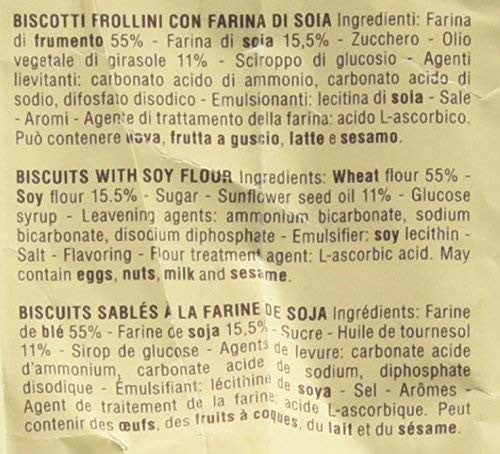 BISCOTTI FROLLINI CON FARINA DI SOIA Ingredienti: Farina
di frumento 55% - Farina di soia 15,5% - Zucchero - Olio
vegetale di girasole 11% - Sciroppo di glucosio - Agenti
lievitanti: carbonato acido di ammonio, carbonato acido di
sodio, difosfato disodico - Emulsionanti: lecitina di soia - Sale
- Aromi - Agente di trattamento della farina: acido L-ascorbico.
Può contenere uova, frutta a guscio, latte e sesamo.
BISCUITS WITH SOY FLOUR Ingredients: Wheat flour 55% -
Soy flour 15.5% - Sugar - Sunflower seed oil 11% - Glucose
syrup - Leavening agents: ammonium bicarbonate, sodium
bicarbonate, disodium diphosphate - Emulsifier: soy lecithin -
Salt - Flavoring - Flour treatment agent: L-ascorbic acid. May
contain eggs, nuts, milk and sesame.
BISCUITS SABLÉS À LA FARINE DE SOJA Ingrédients: Farine
de blé 55% - Farine de soja 15,5% - Sucre - Huile de tournesol
11% - Sirop de glucose - Agents de levure: carbonate acide
d'ammonium, carbonate acide de sodium, diphosphate
disodique - Émulsifiant: lécithine de soya - Sel - Arômes -
Agent de traitement de la farine: acide L-ascorbique. Peut
contenir des œufs, des fruits à coques, du lait et du sésame.